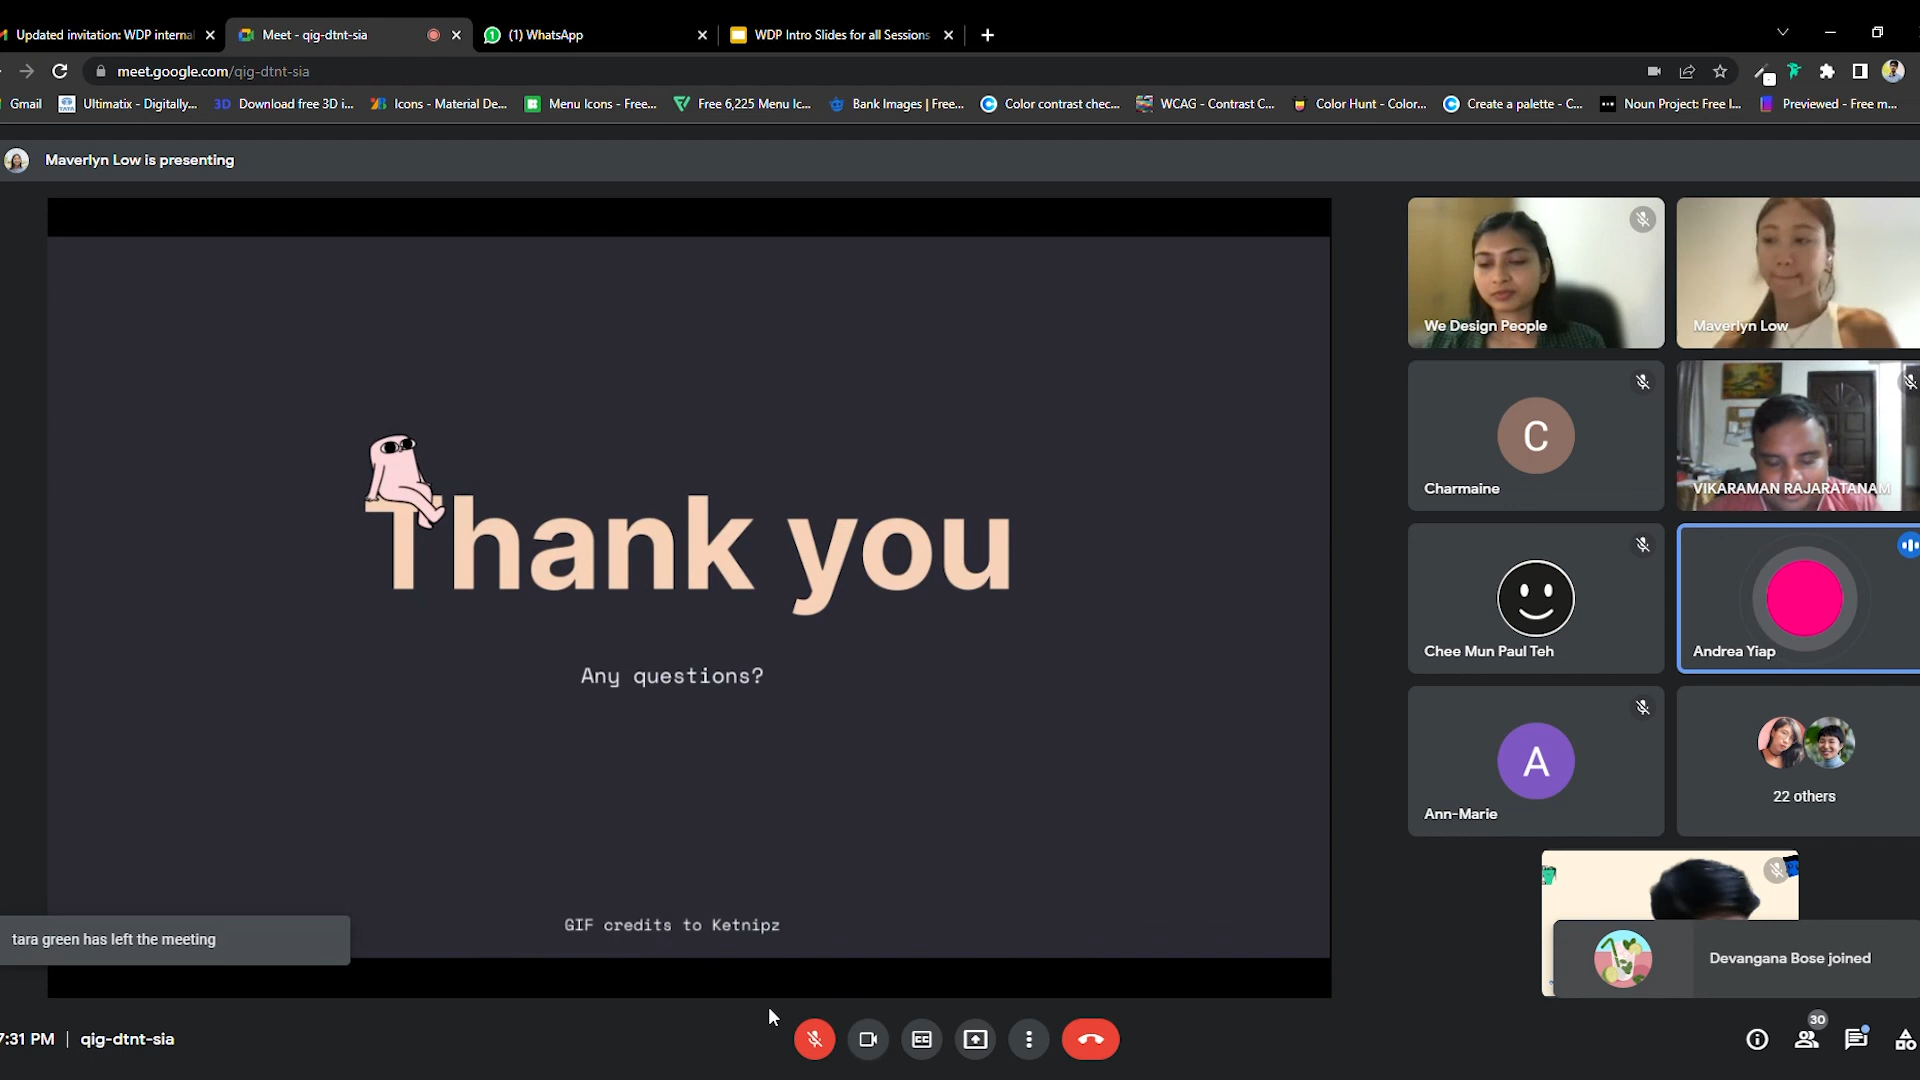 Updated invitation: WDP interna
Meet - qig-dtnt-sia
(1) WhatsApp
WDP Intro Slides for all Sessions
meet.google.com/qig-dtnt-sia
Gmail
Ultimatix - Digitally...
3D Download free 3D i...
Icons - Material De...
Menu Icons - Free...
Free 6,225 Menu Ic...
Bank Images | Free...
Color contrast chec...
WCAG - Contrast C...
Color Hunt - Color...
Create a palette - C...
Noun Project: Free I...
Previewed - Free m...
Maverlyn Low is presenting
Thank you
Any questions?
GIF credits to Ketnipz
We Design People
Maverlyn Low
C
Charmaine
VIKARAMAN RAJARATANAM
Chee Mun Paul Teh
Andrea Yiap
A
Ann-Marie
22 others
tara green has left the meeting
Devangana Bose joined
7:31 PM | qig-dtnt-sia
30